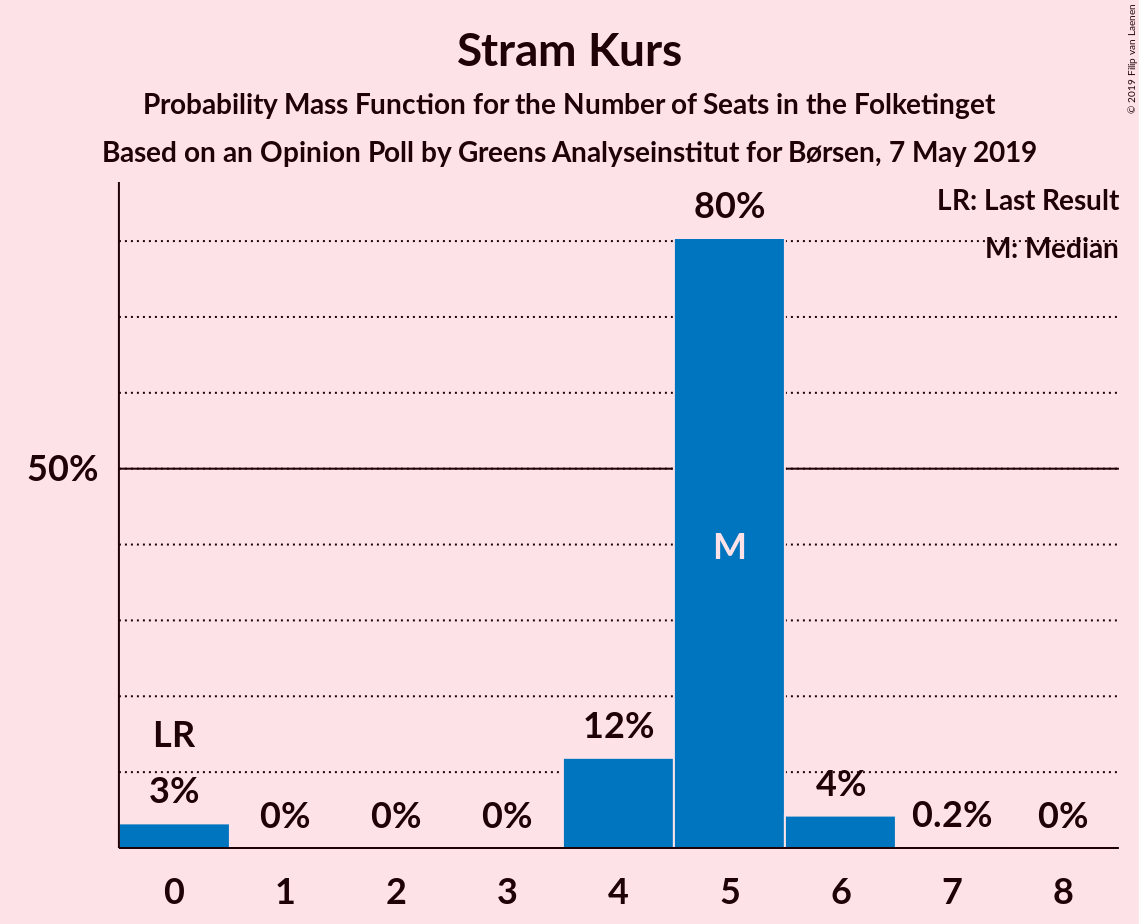 Stram Kurs
Probability Mass Function for the Number of Seats in the Folketinget
Based on an Opinion Poll by Greens Analyseinstitut for Børsen, 7 May 2019
© 2019 Filip van Laenen
LR: Last Result
M: Median
80%
50%
M
LR
3%
0%
0%
0%
12%
4%
0.2%
0%
0 1 2 3 4 5 6 7 8